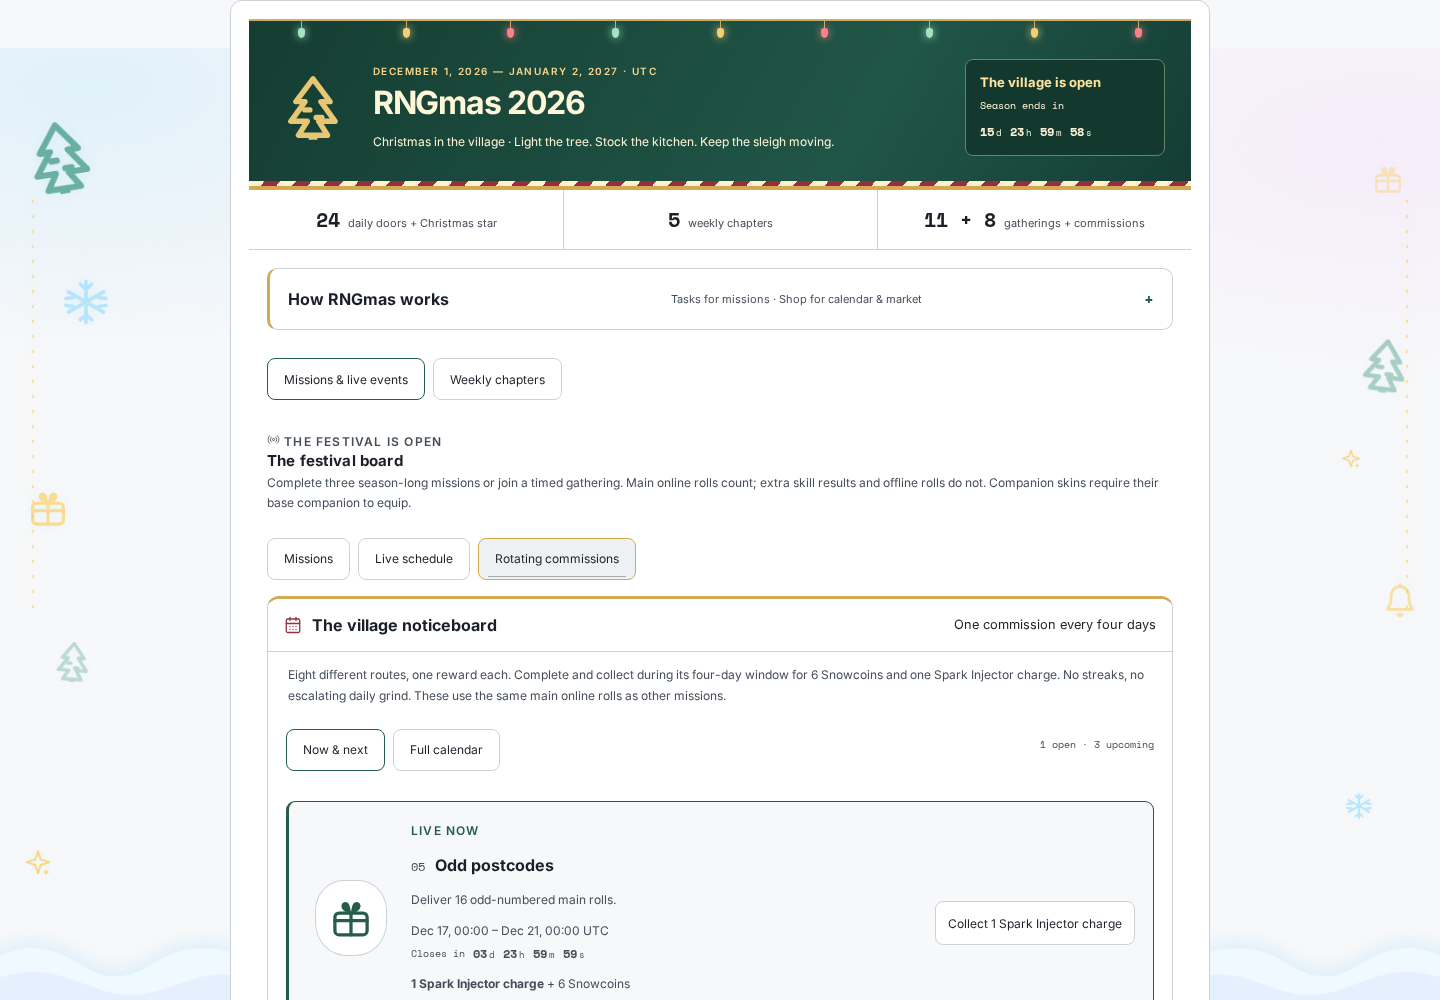 DECEMBER 1, 2026 — JANUARY 2, 2027 · UTC
RNGmas 2026
Christmas in the village · Light the tree. Stock the kitchen. Keep the sleigh moving.
The village is open
Season ends in
15d 23h 59m 58s
24 daily doors + Christmas star
5 weekly chapters
11 + 8 gatherings + commissions
How RNGmas works
Tasks for missions · Shop for calendar & market
+
Missions & live events
Weekly chapters
THE FESTIVAL IS OPEN
The festival board
Complete three season-long missions or join a timed gathering. Main online rolls count; extra skill results and offline rolls do not. Companion skins require their
base companion to equip.
Missions
Live schedule
Rotating commissions
The village noticeboard
One commission every four days
Eight different routes, one reward each. Complete and collect during its four-day window for 6 Snowcoins and one Spark Injector charge. No streaks, no
escalating daily grind. These use the same main online rolls as other missions.
Now & next
Full calendar
1 open · 3 upcoming
LIVE NOW
05 Odd postcodes
Deliver 16 odd-numbered main rolls.
Dec 17, 00:00 – Dec 21, 00:00 UTC
Closes in 03d 23h 59m 59s
1 Spark Injector charge + 6 Snowcoins
Collect 1 Spark Injector charge